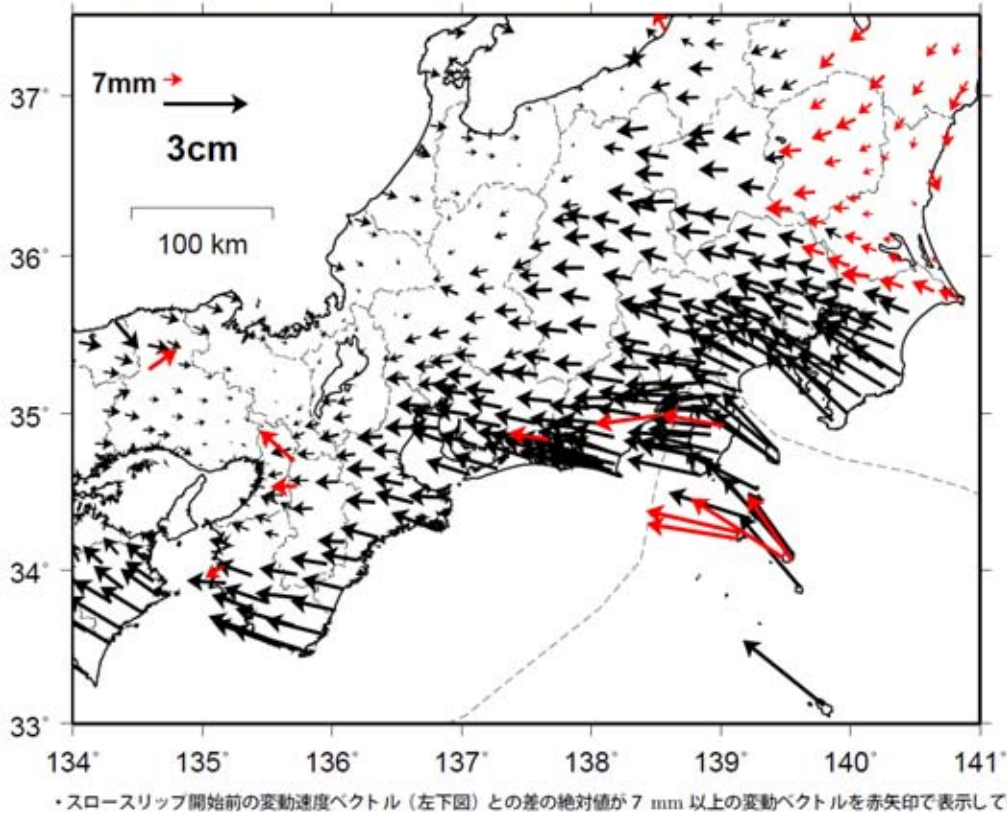 37°
7mm
3cm
100 km
36°
35°
34°
33°
134° 135° 136° 137° 138° 139° 140° 141°
・スロースリップ開始前の変動速度ベクトル（左下図）との差の絶対値が 7 mm 以上の変動ベクトルを赤矢印で表示して